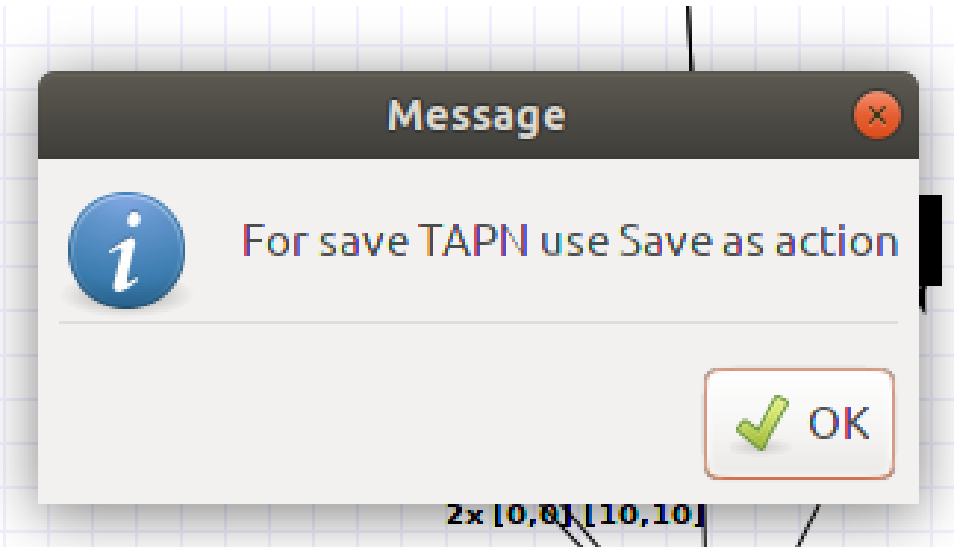 Message
For save TAPN use Save as action
OK
2x [0,0] [10,10]